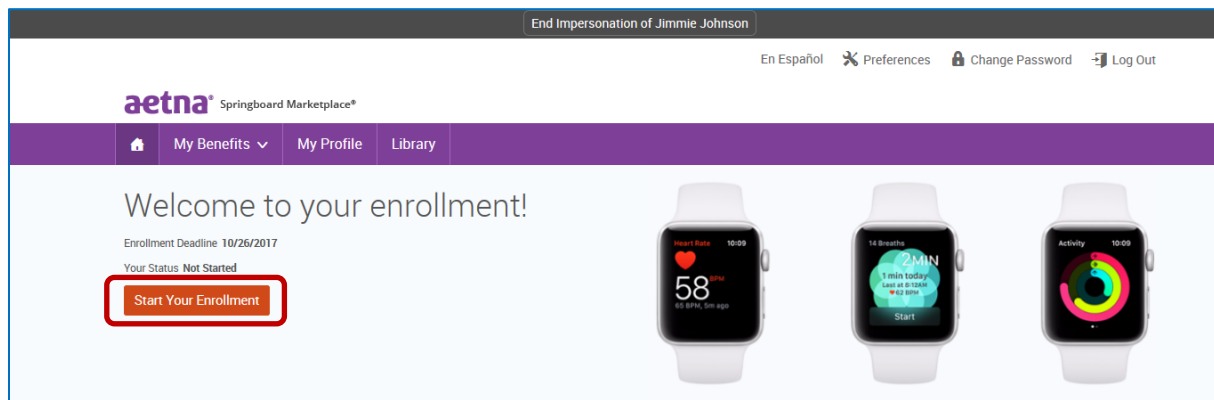 End Impersonation of Jimmie Johnson
En Español Preferences Change Password Log Out
aetna® Springboard Marketplace®
My Benefits My Profile Library
Welcome to your enrollment!
Enrollment Deadline 10/26/2017
Your Status Not Started
Start Your Enrollment
Heart Rate 10:09
58 BPM
65 BPM, 5m ago
14 Breaths
2 MIN
1 min today
Last at 8:12AM
62 BPM
Start
Activity 10:09